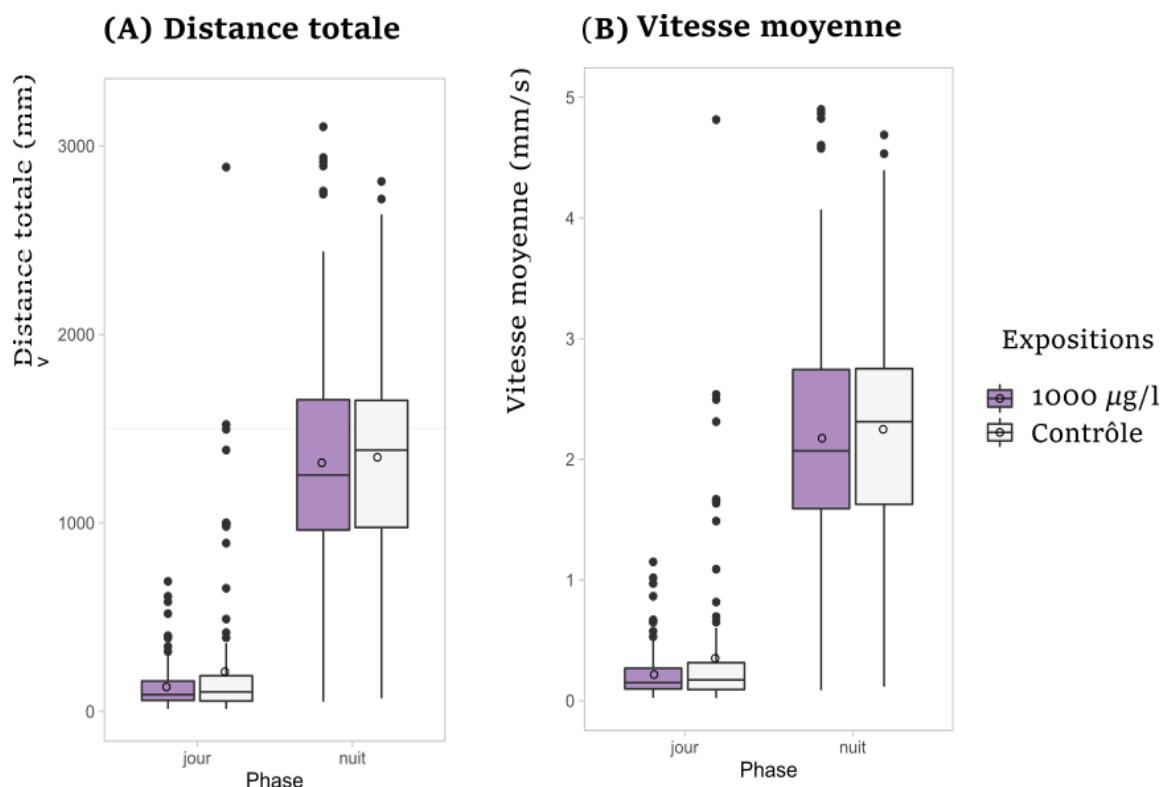 (A) Distance totale
(B) Vitesse moyenne
Distance totale (mm)
3000
2000
1000
0
jour
nuit
Phase
Vitesse moyenne (mm/s)
5
4
3
2
1
0
jour
nuit
Phase
Expositions
1000 µg/l
Contrôle